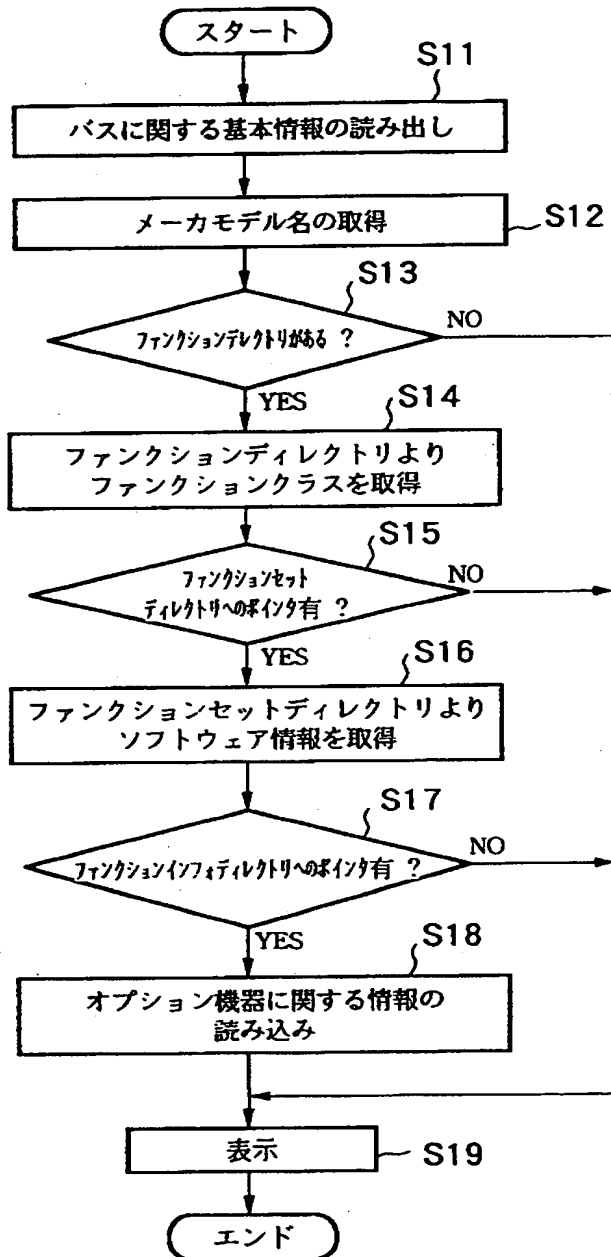 スタート
S11
バスに関する基本情報の読み出し
メーカモデル名の取得
S12
S13
ファンクションデレクトリがある ?
NO
YES
S14
ファンクションディレクトリより
ファンクションクラスを取得
S15
ファンクションセット
ディレクトリへのポインタ有 ?
NO
YES
S16
ファンクションセットディレクトリより
ソフトウェア情報を取得
S17
ファンクションインフォディレクトリへのポインタ有 ?
NO
YES
S18
オプション機器に関する情報の
読み込み
表示
S19
エンド